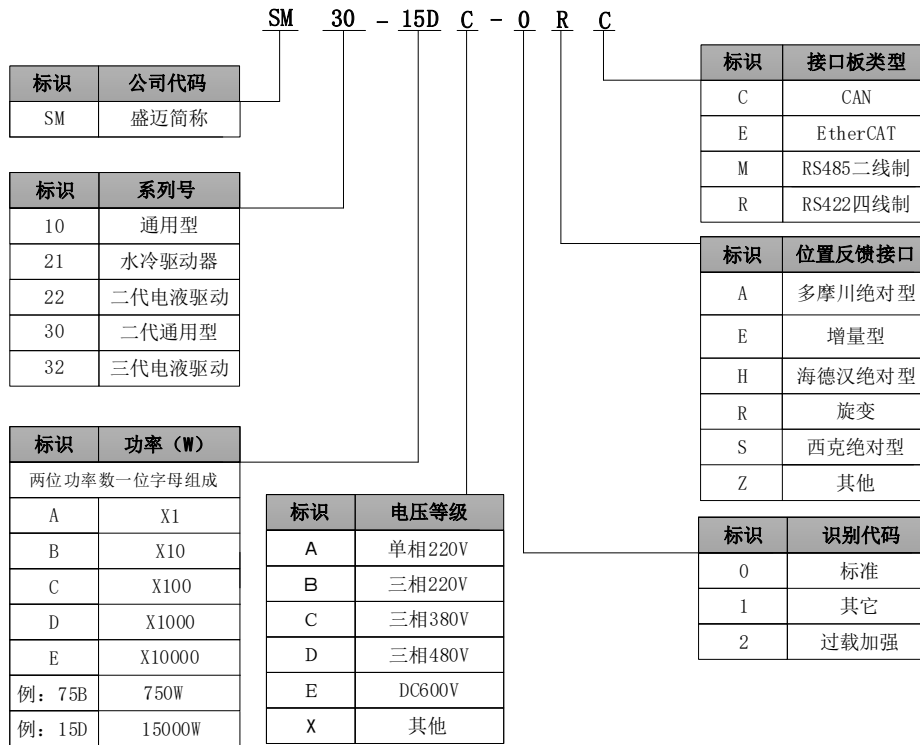 SM 30 - 15D C - 0 R C
标识 公司代码
SM 盛迈简称
标识 系列号
10 通用型
21 水冷驱动器
22 二代电液驱动
30 二代通用型
32 三代电液驱动
标识 功率（W）
两位功率数一位字母组成
A X1
B X10
C X100
D X1000
E X10000
例：75B 750W
例：15D 15000W
标识 电压等级
A 单相220V
B 三相220V
C 三相380V
D 三相480V
E DC600V
X 其他
标识 接口板类型
C CAN
E EtherCAT
M RS485二线制
R RS422四线制
标识 位置反馈接口
A 多摩川绝对型
E 增量型
H 海德汉绝对型
R 旋变
S 西克绝对型
Z 其他
标识 识别代码
0 标准
1 其它
2 过载加强